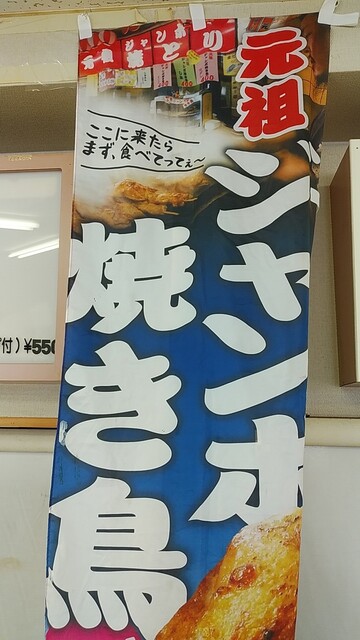 元祖
ジャンボ
焼き鳥
ここに来たら
まず、食べてってぇ～
付）¥550